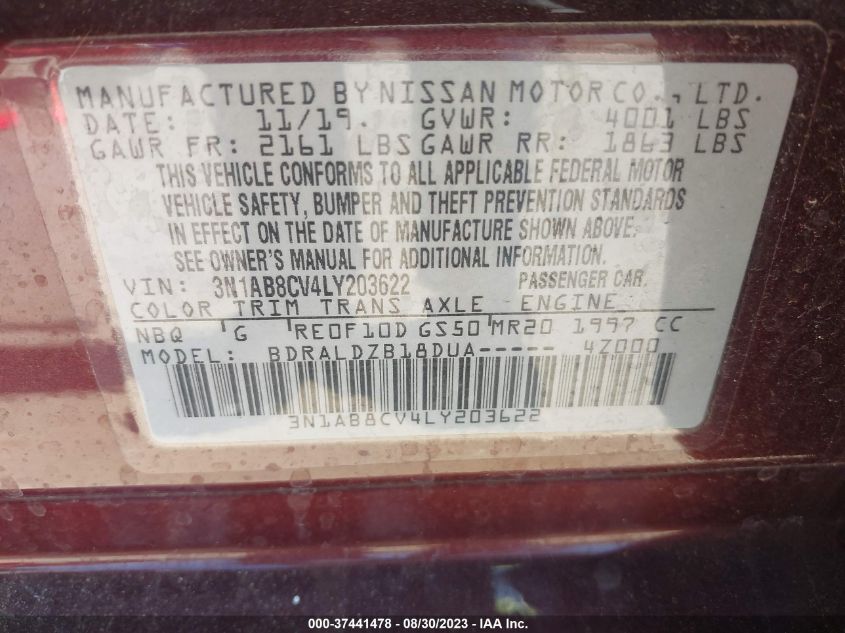 MANUFACTURED BY NISSAN MOTOR CO., LTD.
DATE: 11/19. GVWR: 4001 LBS
GAWR FR: 2161 LBS GAWR RR: 1863 LBS
THIS VEHICLE CONFORMS TO ALL APPLICABLE FEDERAL MOTOR
VEHICLE SAFETY, BUMPER AND THEFT PREVENTION STANDARDS
IN EFFECT ON THE DATE OF MANUFACTURE SHOWN ABOVE.
SEE OWNER'S MANUAL FOR ADDITIONAL INFORMATION.
VIN: 3N1AB8CV4LY203622 PASSENGER CAR.
COLOR TRIM TRANS AXLE ENGINE
NBQ G RE0F10D GS50 MR20 1997 CC
MODEL: BDRALDZB18DUA----- 4Z000
3N1AB8CV4LY203622
000-37441478 — 08/30/2023 — IAA Inc.